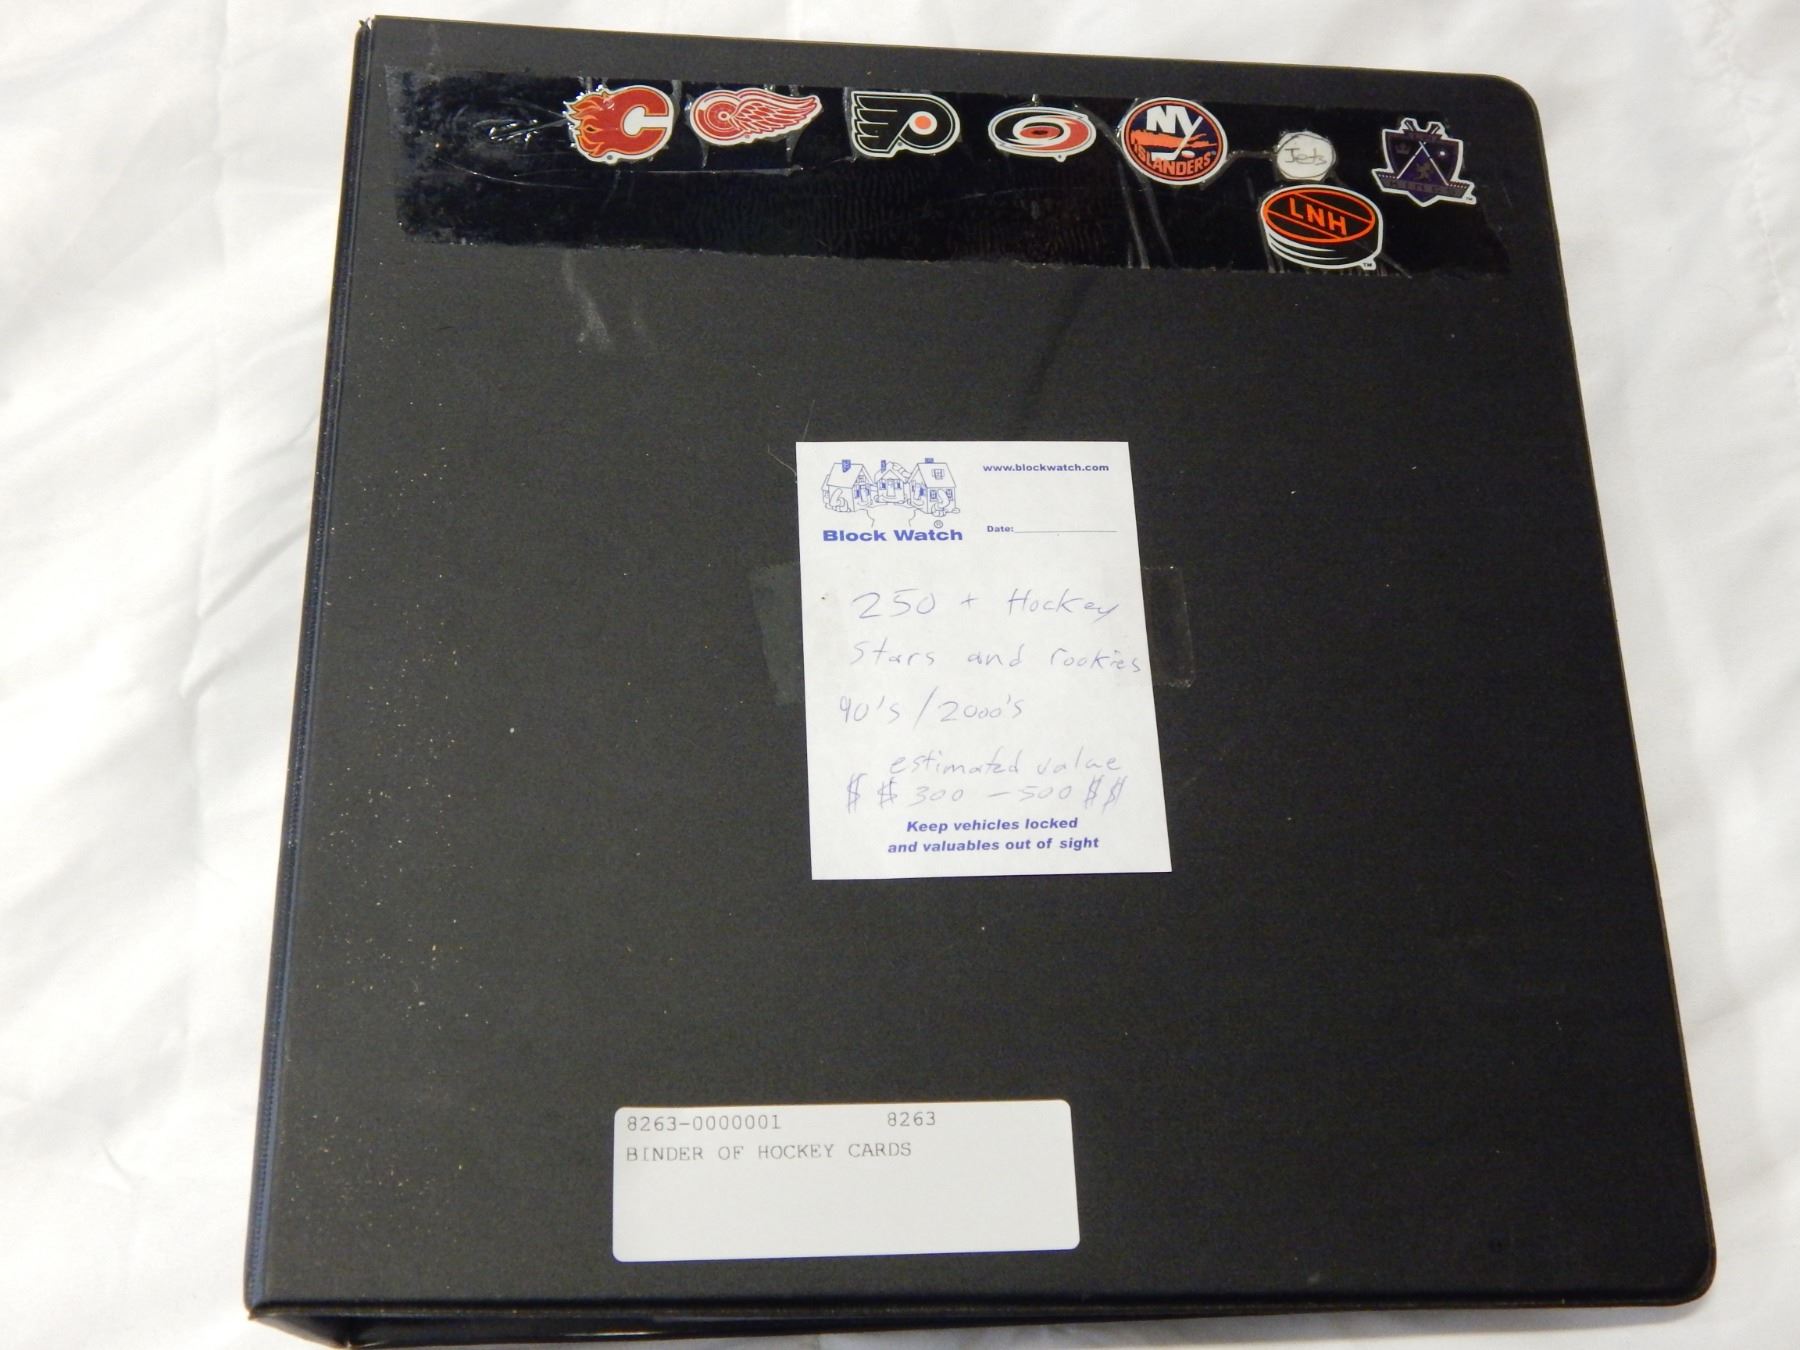 C
NY
ISLANDERS
Jets
KINGS
LNH
www.blockwatch.com
Block Watch
Date:
250 + Hockey
Stars and rookies
90's / 2000's
estimated value
$ $ 300 - 500 $$
Keep vehicles locked
and valuables out of sight
8263-0000001 8263
BINDER OF HOCKEY CARDS